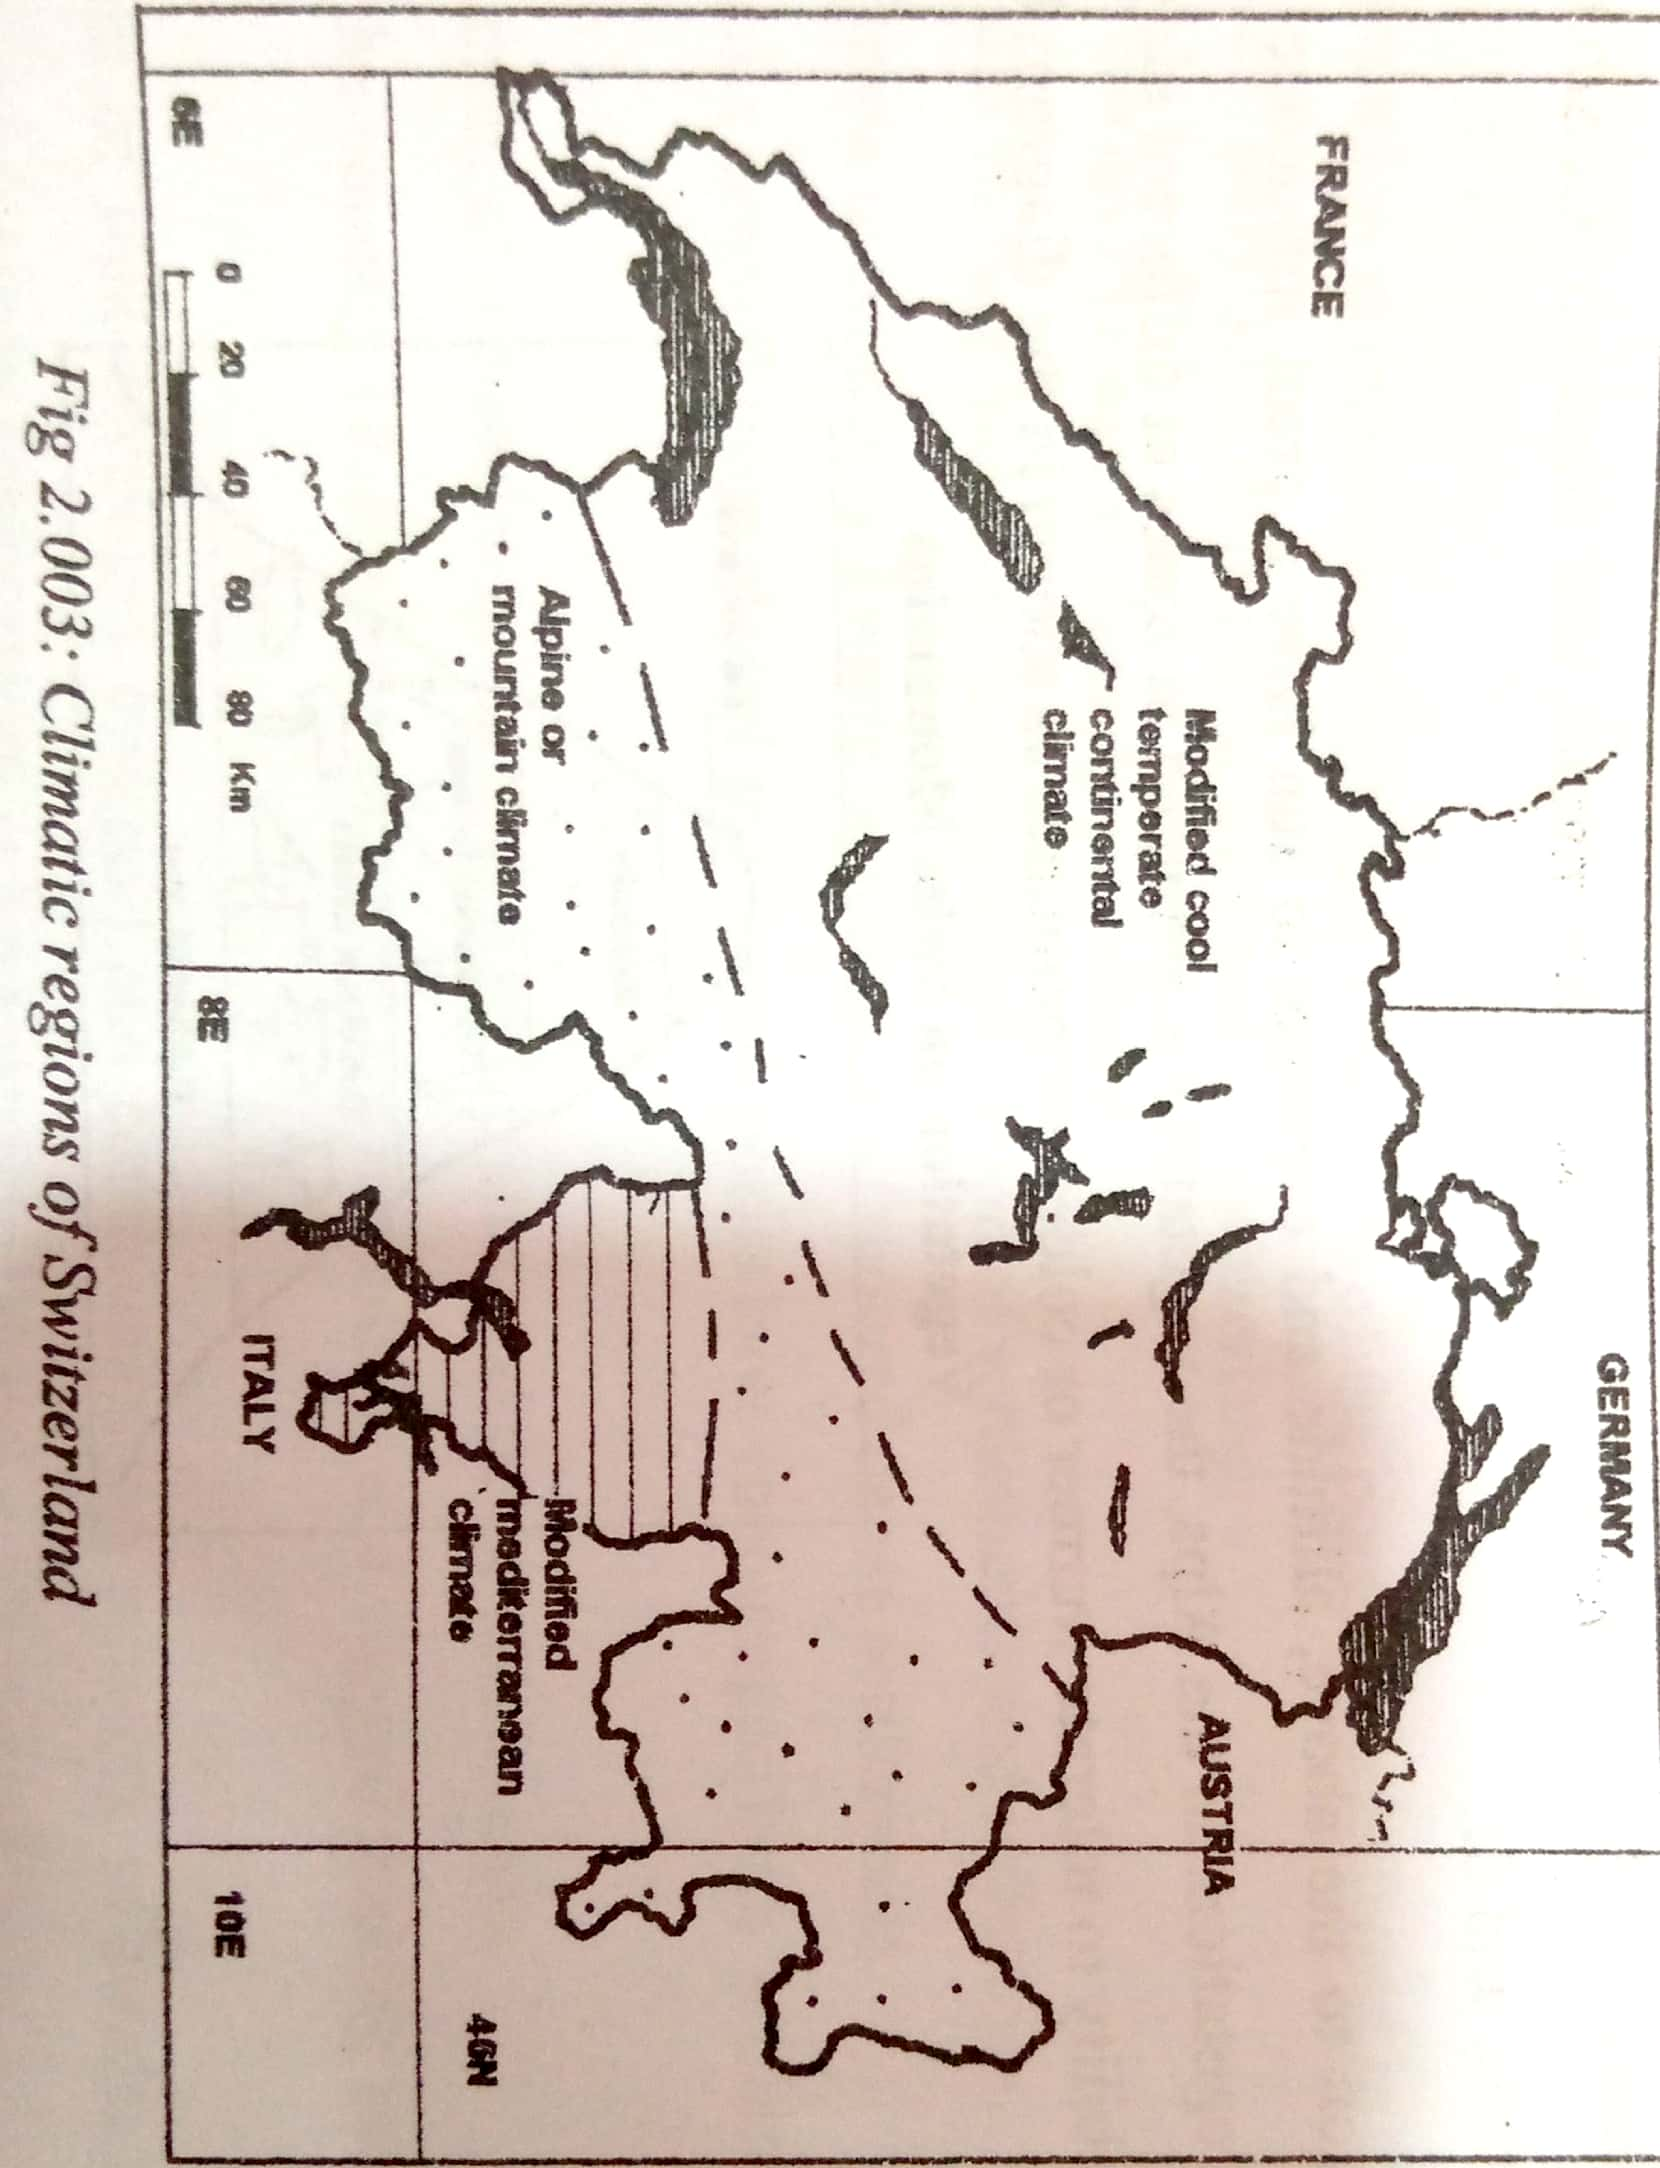 FRANCE
GERMANY
Modified cool
temperate
continental
climate
AUSTRIA
Alpine or
mountain climate
Modified
mediterranean
climate
46N
ITALY
6E
8E
10E
0 20 40 60 80 Km
Fig 2.003: Climatic regions of Switzerland